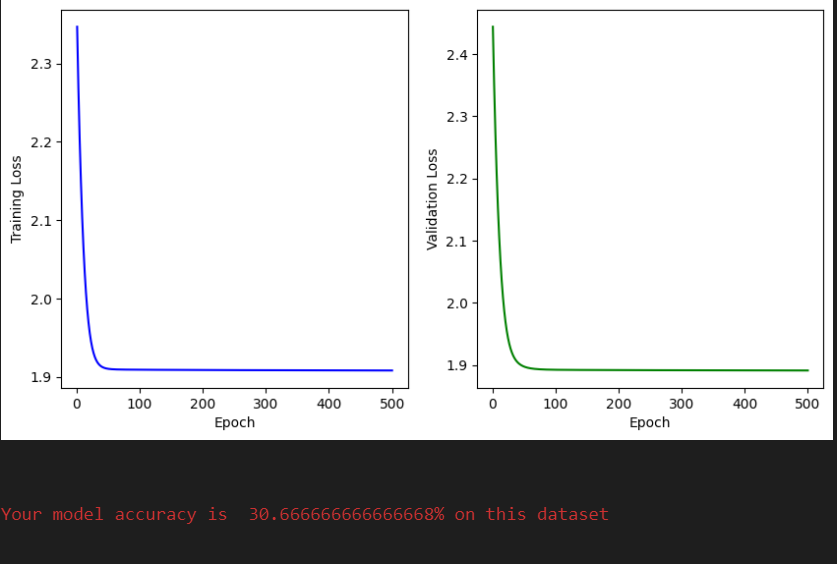 Training Loss
2.3
2.2
2.1
2.0
1.9
0 100 200 300 400 500
Epoch
Validation Loss
2.4
2.3
2.2
2.1
2.0
1.9
0 100 200 300 400 500
Epoch
Your model accuracy is  30.666666666666668% on this dataset